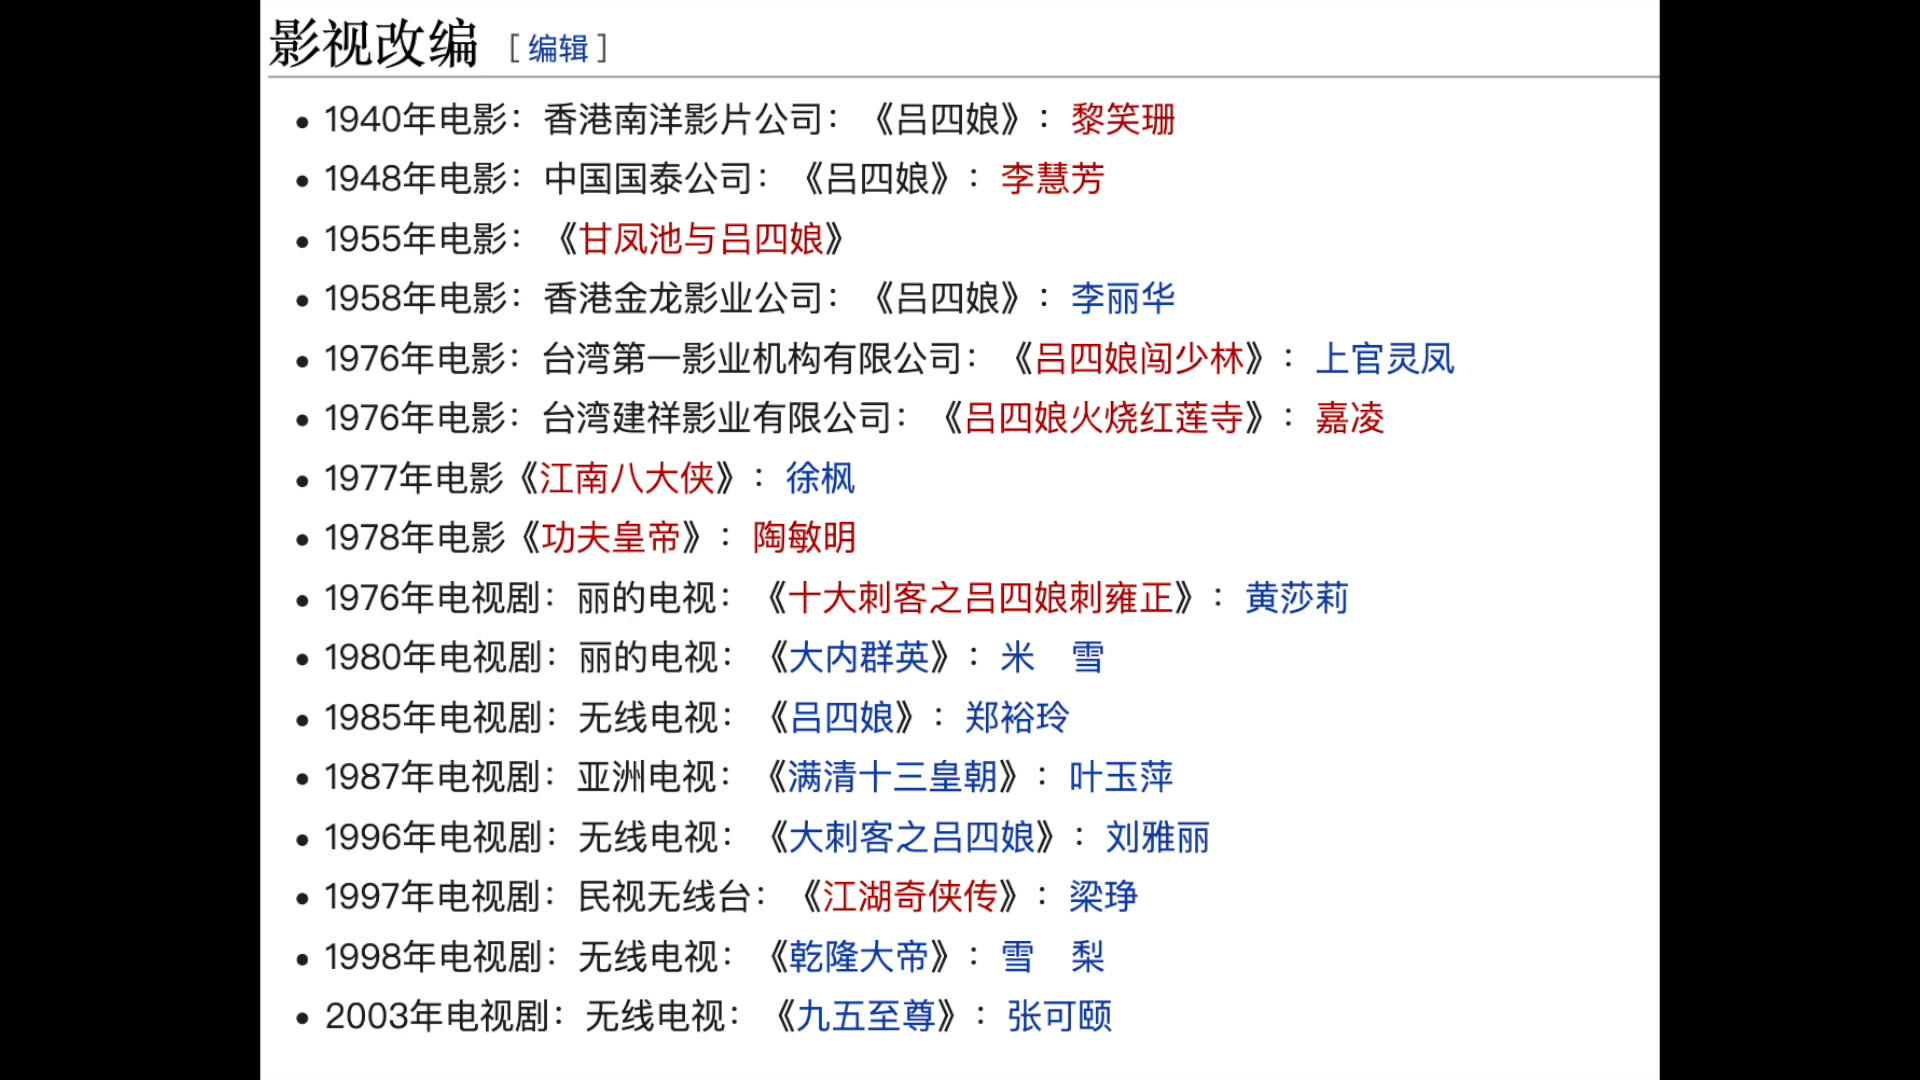 影视改编 [编辑]
1940年电影：香港南洋影片公司：《吕四娘》：黎笑珊
1948年电影：中国国泰公司：《吕四娘》：李慧芳
1955年电影：《甘凤池与吕四娘》
1958年电影：香港金龙影业公司：《吕四娘》：李丽华
1976年电影：台湾第一影业机构有限公司：《吕四娘闯少林》：上官灵凤
1976年电影：台湾建祥影业有限公司：《吕四娘火烧红莲寺》：嘉凌
1977年电影《江南八大侠》：徐枫
1978年电影《功夫皇帝》：陶敏明
1976年电视剧：丽的电视：《十大刺客之吕四娘刺雍正》：黄莎莉
1980年电视剧：丽的电视：《大内群英》：米　雪
1985年电视剧：无线电视：《吕四娘》：郑裕玲
1987年电视剧：亚洲电视：《满清十三皇朝》：叶玉萍
1996年电视剧：无线电视：《大刺客之吕四娘》：刘雅丽
1997年电视剧：民视无线台：《江湖奇侠传》：梁琤
1998年电视剧：无线电视：《乾隆大帝》：雪　梨
2003年电视剧：无线电视：《九五至尊》：张可颐